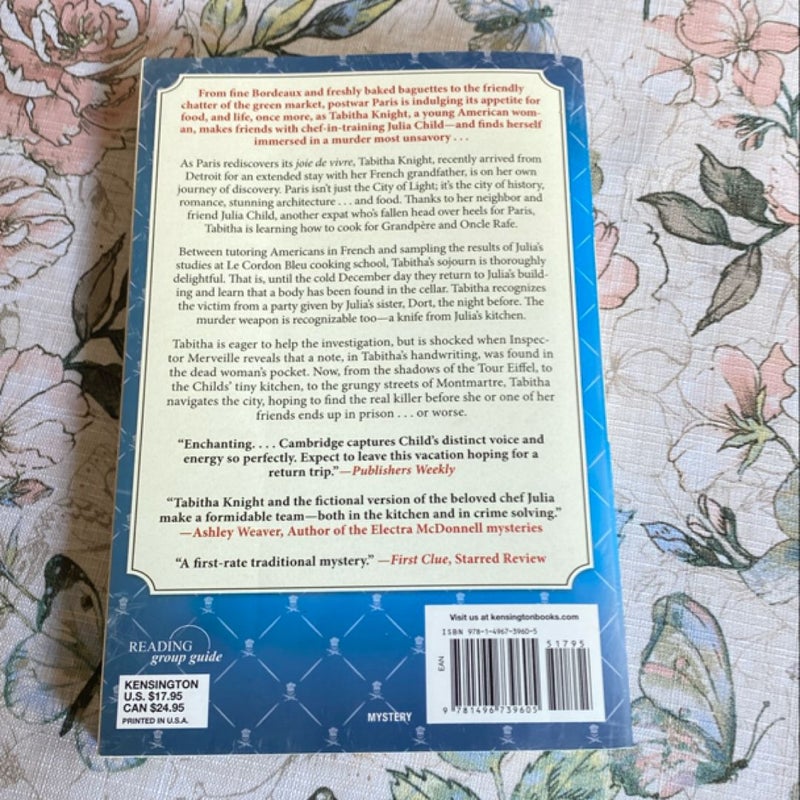 From fine Bordeaux and freshly baked baguettes to the friendly
chatter of the green market, postwar Paris is indulging its appetite for
food, and life, once more, as Tabitha Knight, a young American wom-
an, makes friends with chef-in-training Julia Child—and finds herself
immersed in a murder most unsavory . . .
As Paris rediscovers its joie de vivre, Tabitha Knight, recently arrived from
Detroit for an extended stay with her French grandfather, is on her own
journey of discovery. Paris isn't just the City of Light; it's the city of history,
romance, stunning architecture . . . and food. Thanks to her neighbor and
friend Julia Child, another expat who's fallen head over heels for Paris,
Tabitha is learning how to cook for Grandpère and Oncle Rafe.
Between tutoring Americans in French and sampling the results of Julia's
studies at Le Cordon Bleu cooking school, Tabitha's sojourn is thoroughly
delightful. That is, until the cold December day they return to Julia's build-
ing and learn that a body has been found in the cellar. Tabitha recognizes
the victim from a party given by Julia's sister, Dort, the night before. The
murder weapon is recognizable too—a knife from Julia's kitchen.
Tabitha is eager to help the investigation, but is shocked when Inspec-
tor Merveille reveals that a note, in Tabitha's handwriting, was found in
the dead woman's pocket. Now, from the shadows of the Tour Eiffel, to
the Childs' tiny kitchen, to the grungy streets of Montmartre, Tabitha
navigates the city, hoping to find the real killer before she or one of her
friends ends up in prison . . . or worse.
"Enchanting. . . . Cambridge captures Child's distinct voice and
energy so perfectly. Expect to leave this vacation hoping for a
return trip."—Publishers Weekly
"Tabitha Knight and the fictional version of the beloved chef Julia
make a formidable team—both in the kitchen and in crime solving."
—Ashley Weaver, Author of the Electra McDonnell mysteries
"A first-rate traditional mystery." —First Clue, Starred Review
READING
group guide
KENSINGTON
U.S. $17.95
CAN $24.95
PRINTED IN U.S.A.
MYSTERY
Visit us at kensingtonbooks.com
ISBN 978-1-4967-3960-5
51795
EAN
9 781496 739605